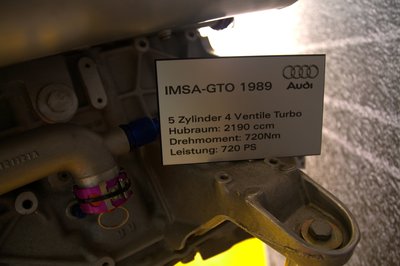 IMSA-GTO 1989
Audi
5 Zylinder 4 Ventile Turbo
Hubraum: 2190 ccm
Drehmoment: 720Nm
Leistung: 720 PS